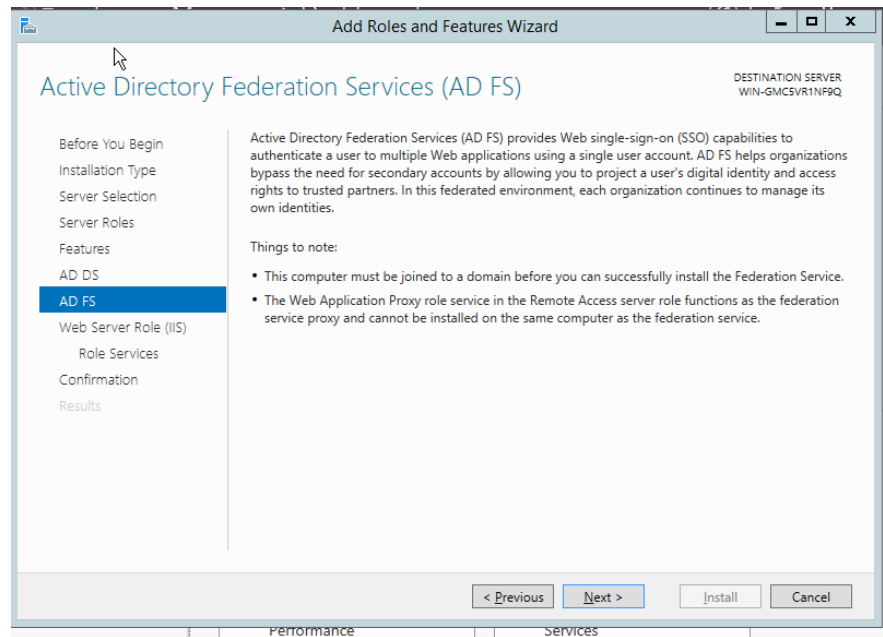 Add Roles and Features Wizard
Active Directory Federation Services (AD FS)
DESTINATION SERVER
WIN-GMC5VR1NF9Q
Before You Begin
Installation Type
Server Selection
Server Roles
Features
AD DS
AD FS
Web Server Role (IIS)
Role Services
Confirmation
Results
Active Directory Federation Services (AD FS) provides Web single-sign-on (SSO) capabilities to
authenticate a user to multiple Web applications using a single user account. AD FS helps organizations
bypass the need for secondary accounts by allowing you to project a user's digital identity and access
rights to trusted partners. In this federated environment, each organization continues to manage its
own identities.
Things to note:
• This computer must be joined to a domain before you can successfully install the Federation Service.
• The Web Application Proxy role service in the Remote Access server role functions as the federation
service proxy and cannot be installed on the same computer as the federation service.
< Previous
Next >
Install
Cancel
Performance
Services